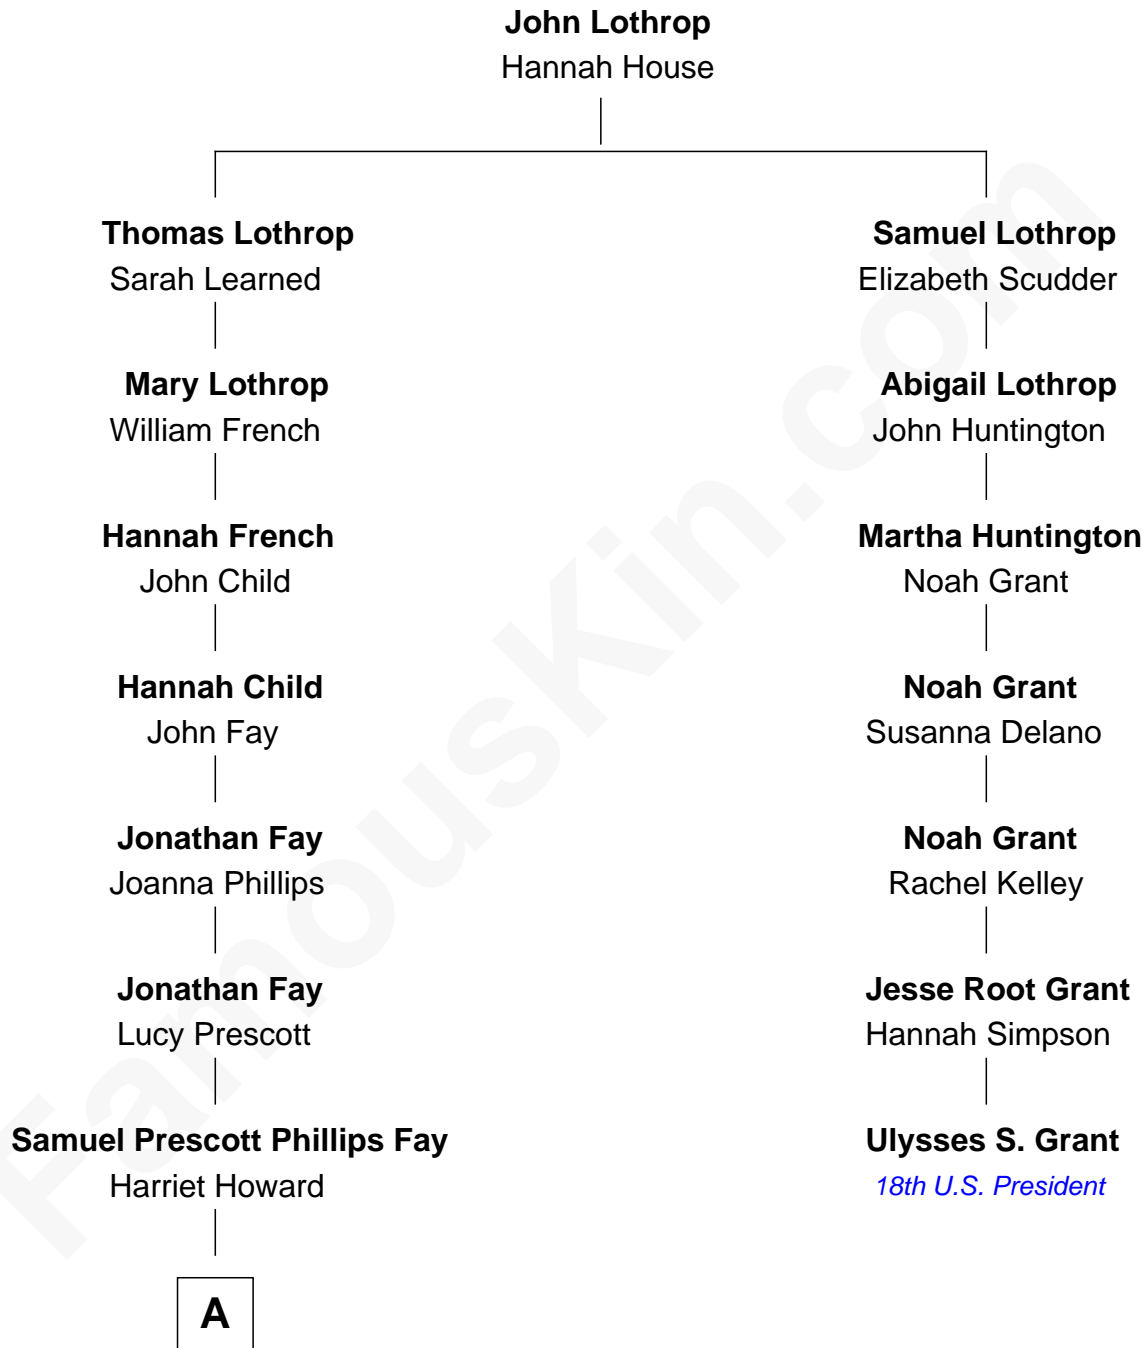 John Lothrop
Hannah House
Thomas Lothrop
Sarah Learned
Samuel Lothrop
Elizabeth Scudder
Mary Lothrop
William French
Abigail Lothrop
John Huntington
Hannah French
John Child
Martha Huntington
Noah Grant
Hannah Child
John Fay
Noah Grant
Susanna Delano
Jonathan Fay
Joanna Phillips
Noah Grant
Rachel Kelley
Jonathan Fay
Lucy Prescott
Jesse Root Grant
Hannah Simpson
Samuel Prescott Phillips Fay
Harriet Howard
Ulysses S. Grant
18th U.S. President
A
FamousKin.com